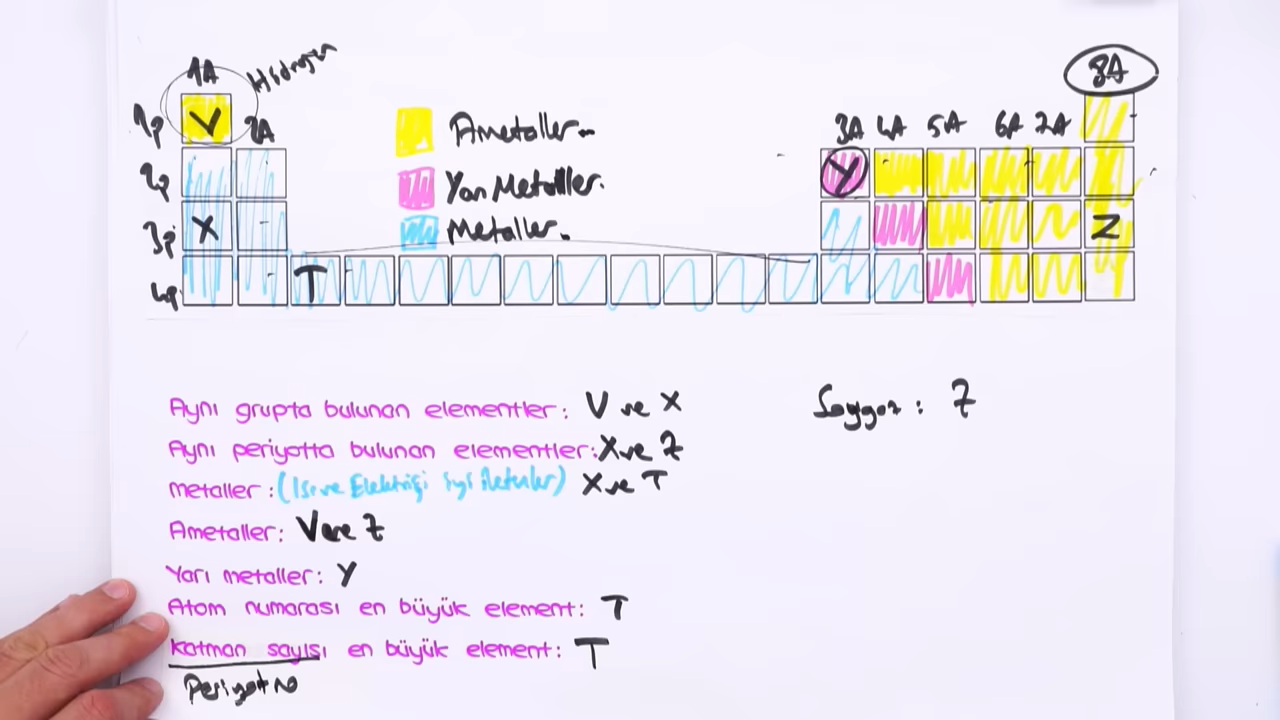 1A
Hidrojen
8A
1p
V
2A
3A
4A
5A
6A
7A
Ametaller
Yarı Metaller.
Metaller.
2p
Y
3p
X
Z
4p
T
Aynı grupta bulunan elementler: V ve X
Soygaz: Z
Aynı periyotta bulunan elementler: X ve Z
Metaller: (Isı ve Elektriği iyi iletirler) X ve T
Ametaller: V ve Z
Yarı metaller: Y
Atom numarası en büyük element: T
Katman sayısı en büyük element: T
Periyot no